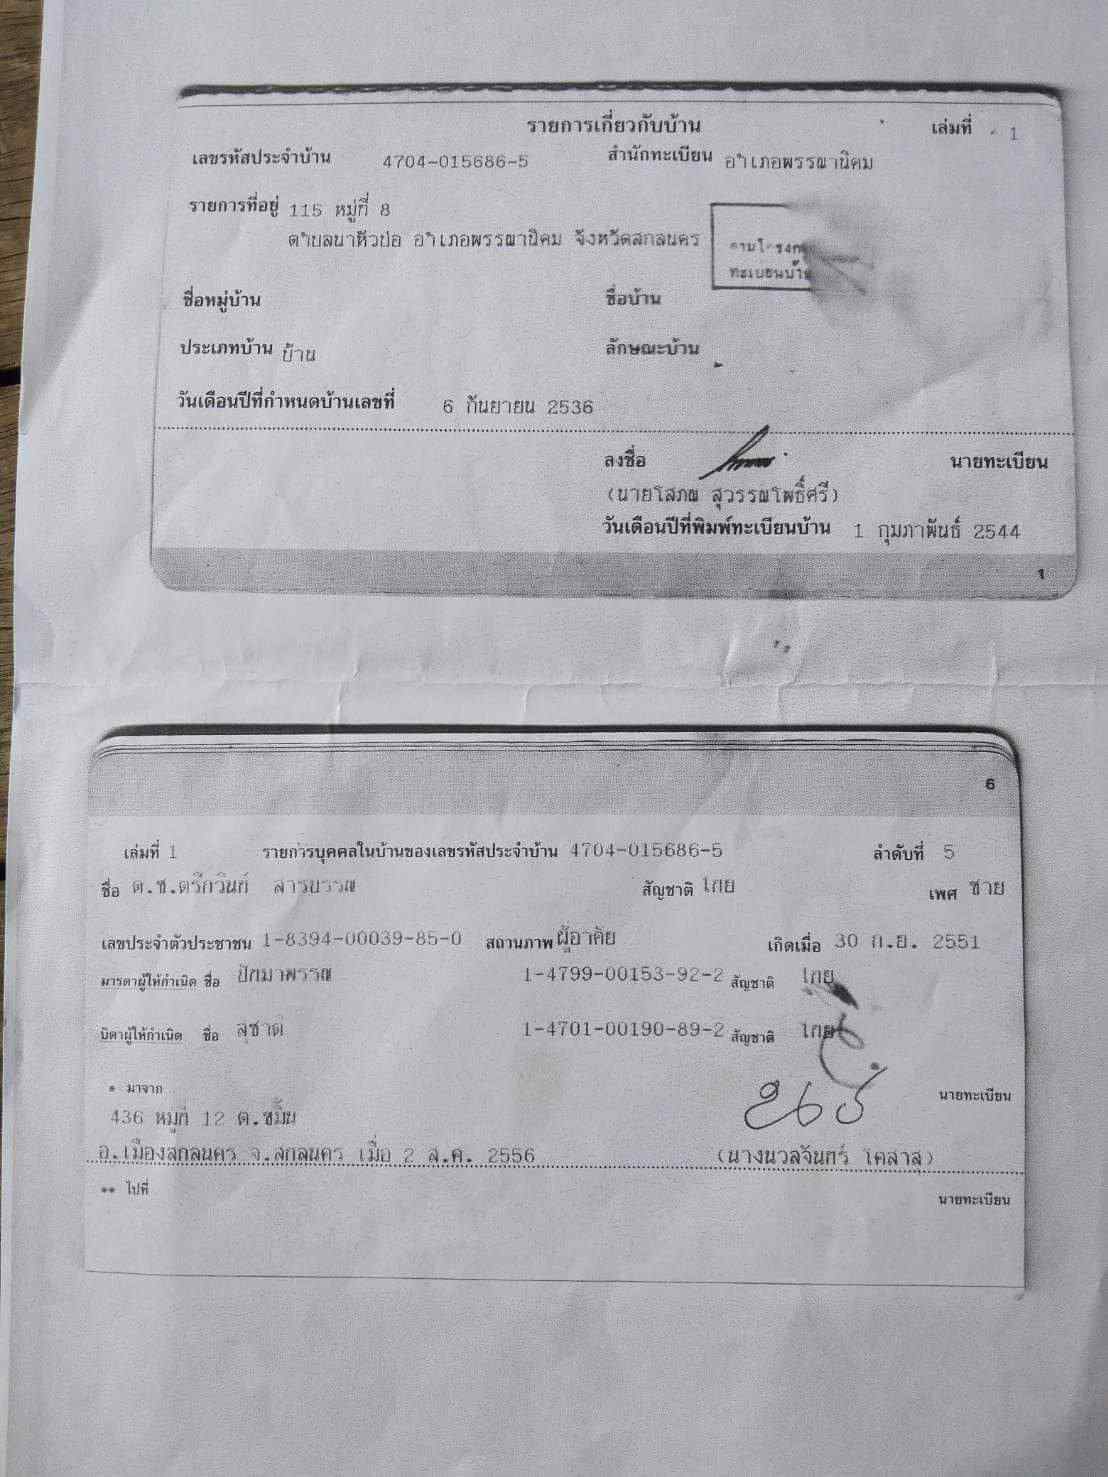 รายการเกี่ยวกับบ้าน เล่มที่ 1
เลขรหัสประจำบ้าน 4704-015686-5 สำนักทะเบียน อำเภอพรรณานิคม
รายการที่อยู่ 115 หมู่ที่ 8
ตำบลนาหัวบ่อ อำเภอพรรณานิคม จังหวัดสกลนคร
ทะเบียนบ้าน
ชื่อหมู่บ้าน ชื่อบ้าน
ประเภทบ้าน บ้าน ลักษณะบ้าน
วันเดือนปีที่กำหนดบ้านเลขที่ 6 กันยายน 2536
ลงชื่อ นายทะเบียน
(นายโสภณ สุวรรณโพธิ์ศรี)
วันเดือนปีที่พิมพ์ทะเบียนบ้าน 1 กุมภาพันธ์ 2544
1
6
เล่มที่ 1 รายการบุคคลในบ้านของเลขรหัสประจำบ้าน 4704-015686-5 ลำดับที่ 5
ชื่อ ด.ช.ตรีทวินท์ สารบรรณ สัญชาติ ไทย เพศ ชาย
เลขประจำตัวประชาชน 1-8394-00039-85-0 สถานภาพ ผู้อาศัย เกิดเมื่อ 30 ก.ย. 2551
มารดาผู้ให้กำเนิด ชื่อ ปัทมาพรรณ 1-4799-00153-92-2 สัญชาติ ไทย
บิดาผู้ให้กำเนิด ชื่อ สุชาติ 1-4701-00190-89-2 สัญชาติ ไทย
* มาจาก
436 หมู่ที่ 12 ต.ขมิ้น นายทะเบียน
อ.เมืองสกลนคร จ.สกลนคร เมื่อ 2 ส.ค. 2556 (นางนวลจันทร์ โคลาสุ)
** ไปที่ นายทะเบียน